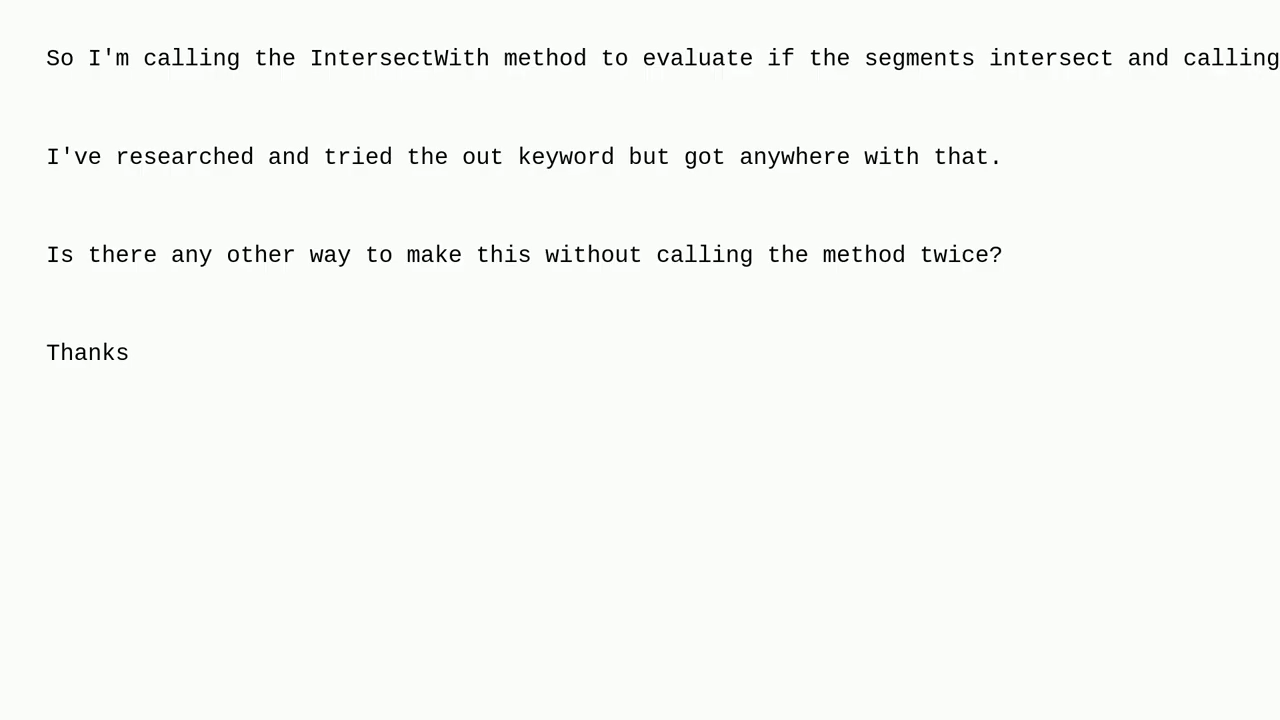 So I'm calling the IntersectWith method to evaluate if the segments intersect and calling
I've researched and tried the out keyword but got anywhere with that.
Is there any other way to make this without calling the method twice?
Thanks